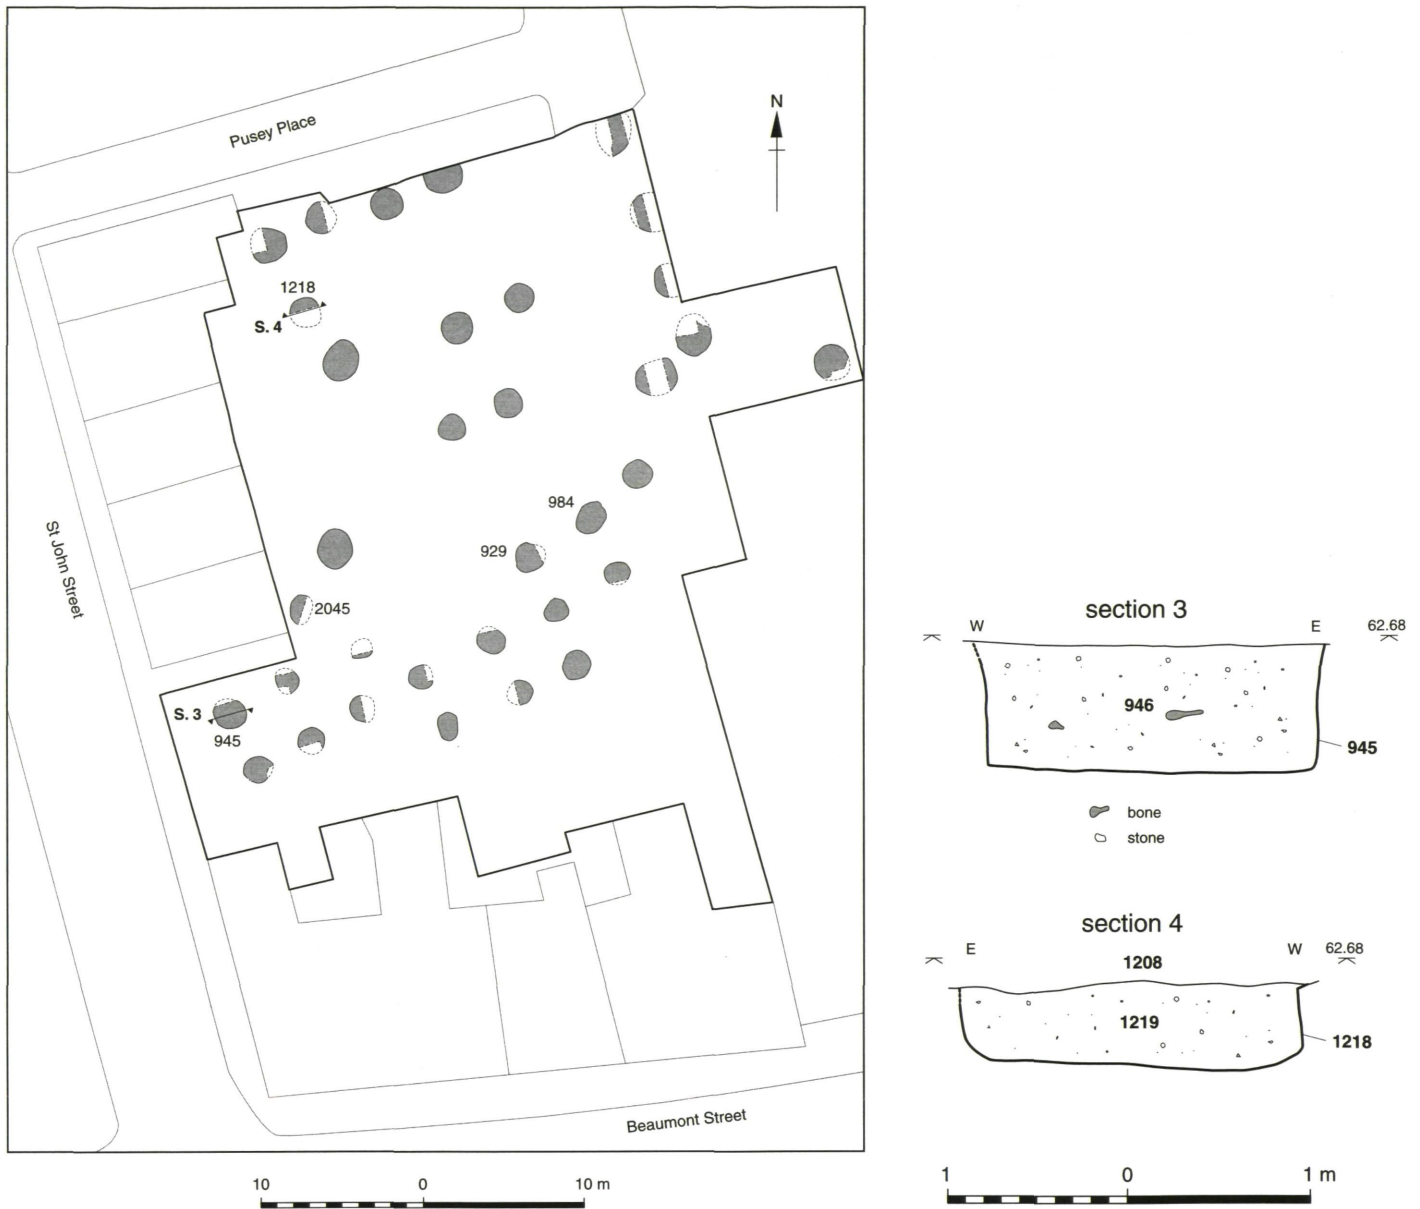 Pusey Place
N
1218
S. 4
984
929
2045
St John Street
S. 3
945
Beaumont Street
10 0 10 m
section 3
W E 62.68
946
945
bone
stone
section 4
E W 62.68
1208
1219
1218
1 0 1 m